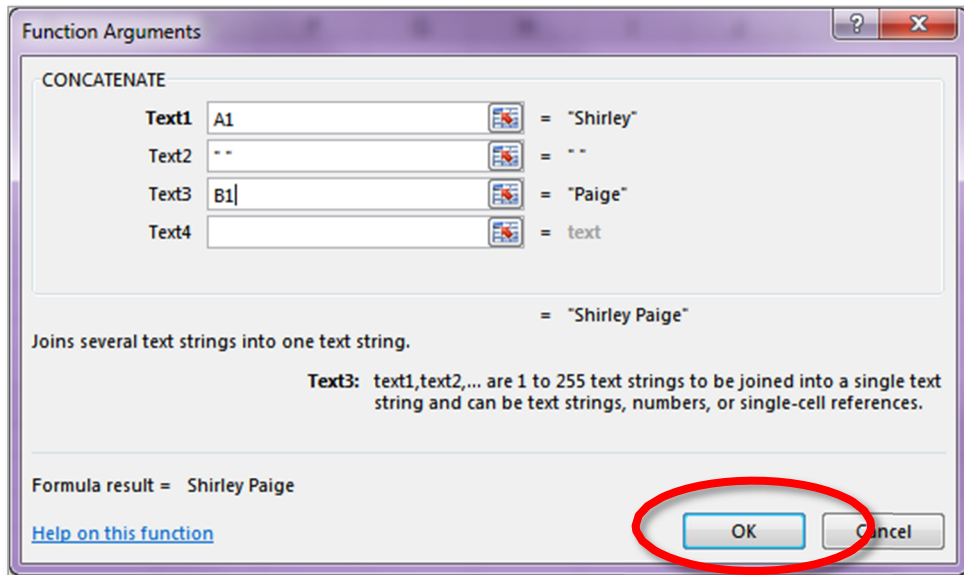 Function Arguments
?
CONCATENATE
Text1 A1 = "Shirley"
Text2 " " = " "
Text3 B1 = "Paige"
Text4 = text
= "Shirley Paige"
Joins several text strings into one text string.
Text3: text1,text2,... are 1 to 255 text strings to be joined into a single text
string and can be text strings, numbers, or single-cell references.
Formula result = Shirley Paige
Help on this function OK Cancel